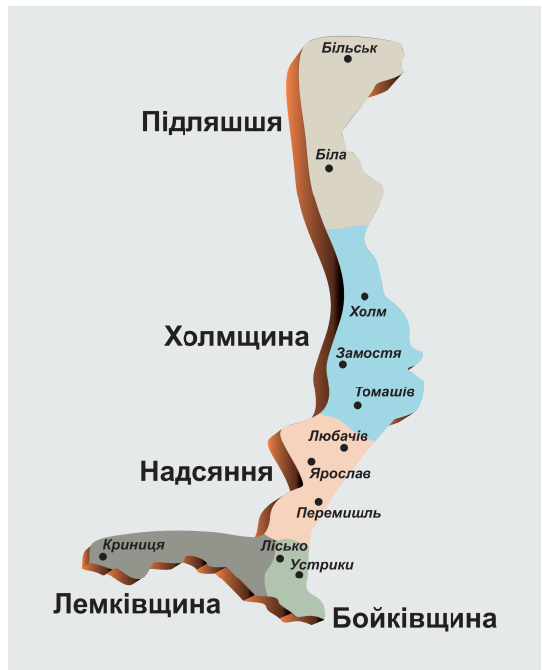 Більськ
Підляшшя
Біла
Холм
Холмщина
Замостя
Томашів
Любачів
Надсяння
Ярослав
Перемишль
Криниця
Лісько
Устрики
Лемківщина
Бойківщина